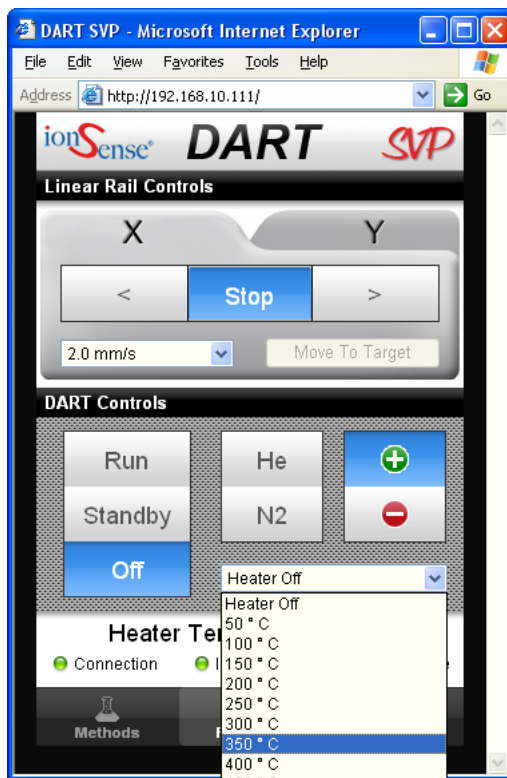 DART SVP - Microsoft Internet Explorer
File Edit View Favorites Tools Help
Address http://192.168.10.111/ Go
ionSense® DART SVP
Linear Rail Controls
X Y
< Stop >
2.0 mm/s Move To Target
DART Controls
Run He
Standby N2
Off Heater Off
Heater Off
50 ° C
100 ° C
150 ° C
200 ° C
250 ° C
300 ° C
350 ° C
400 ° C
Heater
Connection
Methods